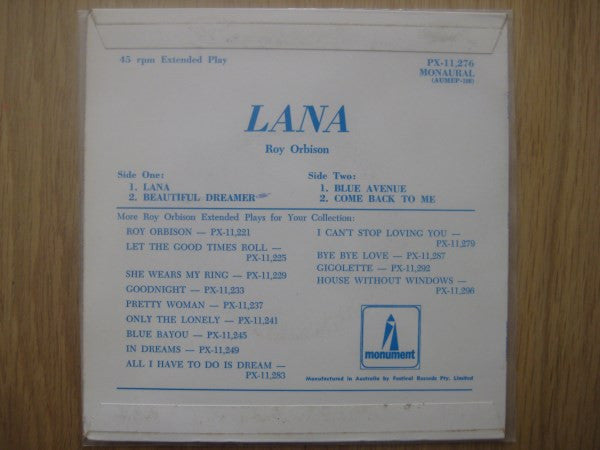 45 rpm Extended Play
PX-11,276
MONAURAL
(AUMEP-108)
LANA
Roy Orbison
Side One:
1. LANA
2. BEAUTIFUL DREAMER
Side Two:
1. BLUE AVENUE
2. COME BACK TO ME
More Roy Orbison Extended Plays for Your Collection:
ROY ORBISON — PX-11,221
LET THE GOOD TIMES ROLL —
PX-11,225
SHE WEARS MY RING — PX-11,229
GOODNIGHT — PX-11,233
PRETTY WOMAN — PX-11,237
ONLY THE LONELY — PX-11,241
BLUE BAYOU — PX-11,245
IN DREAMS — PX-11,249
ALL I HAVE TO DO IS DREAM —
PX-11,283
I CAN'T STOP LOVING YOU —
PX-11,279
BYE BYE LOVE — PX-11,287
GIGOLETTE — PX-11,292
HOUSE WITHOUT WINDOWS —
PX-11,296
monument
Manufactured in Australia by Festival Records Pty. Limited